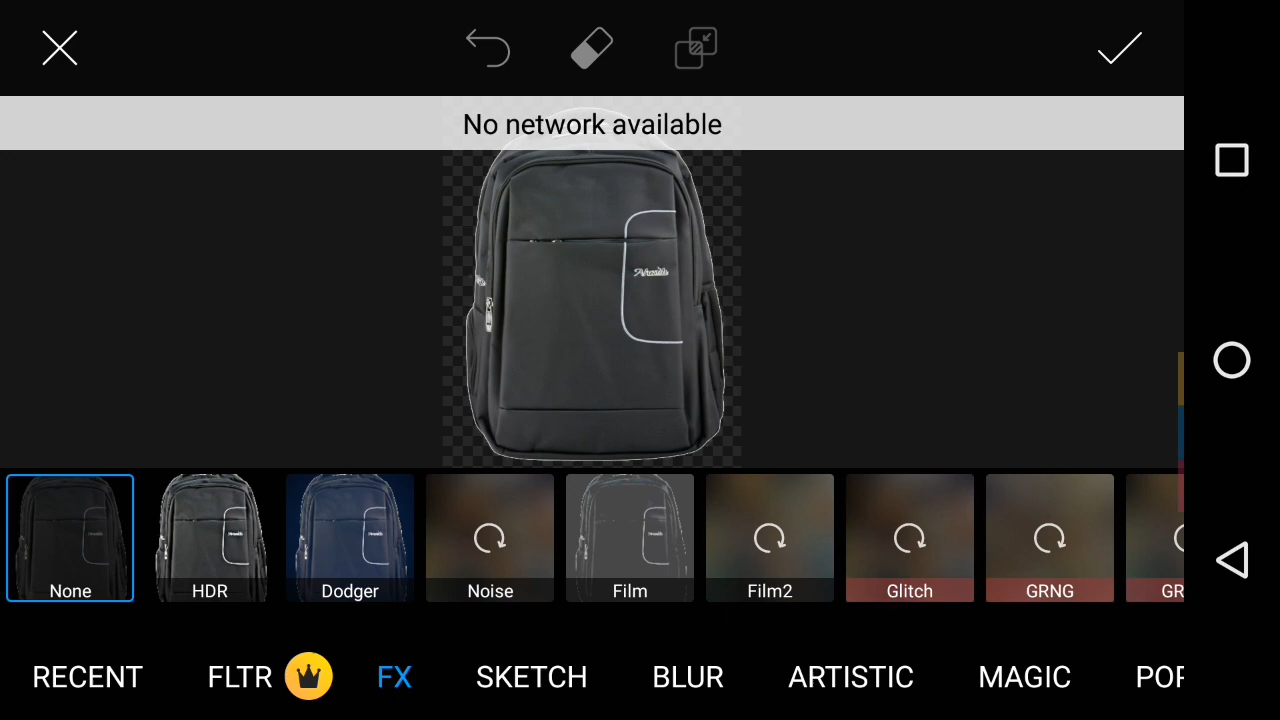 No network available
None
HDR
Dodger
Noise
Film
Film2
Glitch
GRNG
RECENT
FLTR
FX
SKETCH
BLUR
ARTISTIC
MAGIC